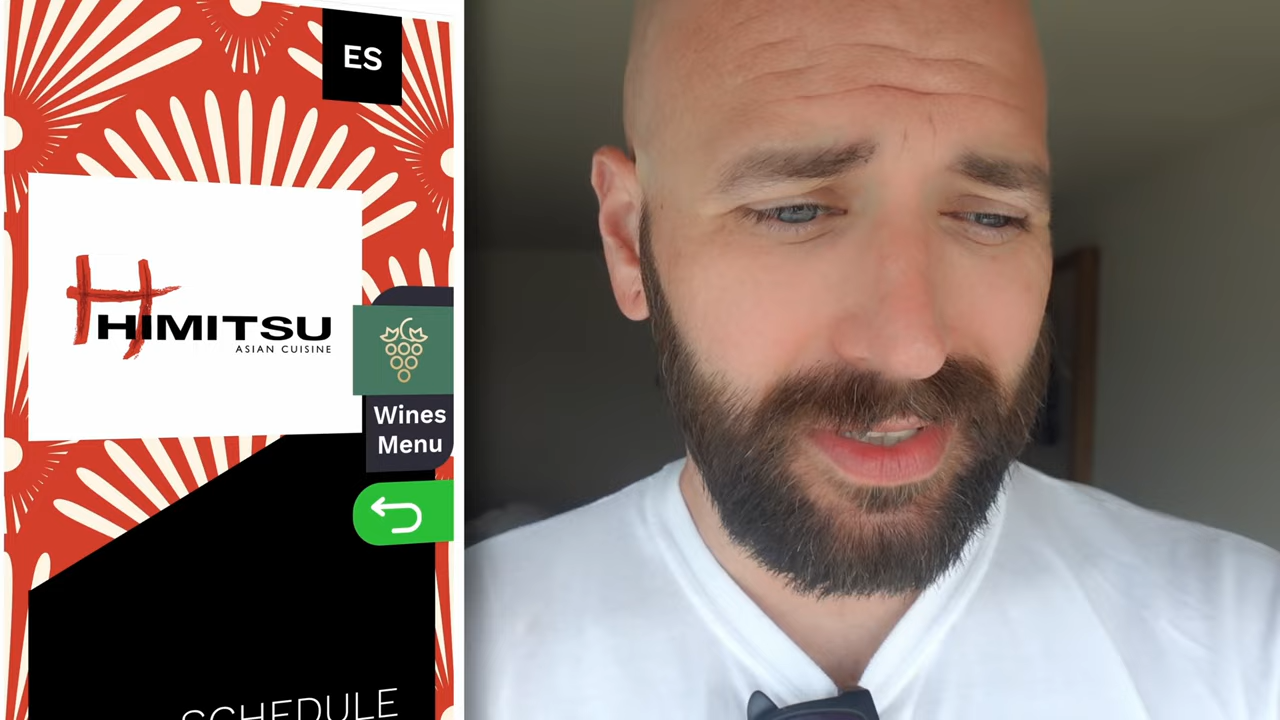 ES
HIMITSU
ASIAN CUISINE
Wines
Menu
SCHEDULE